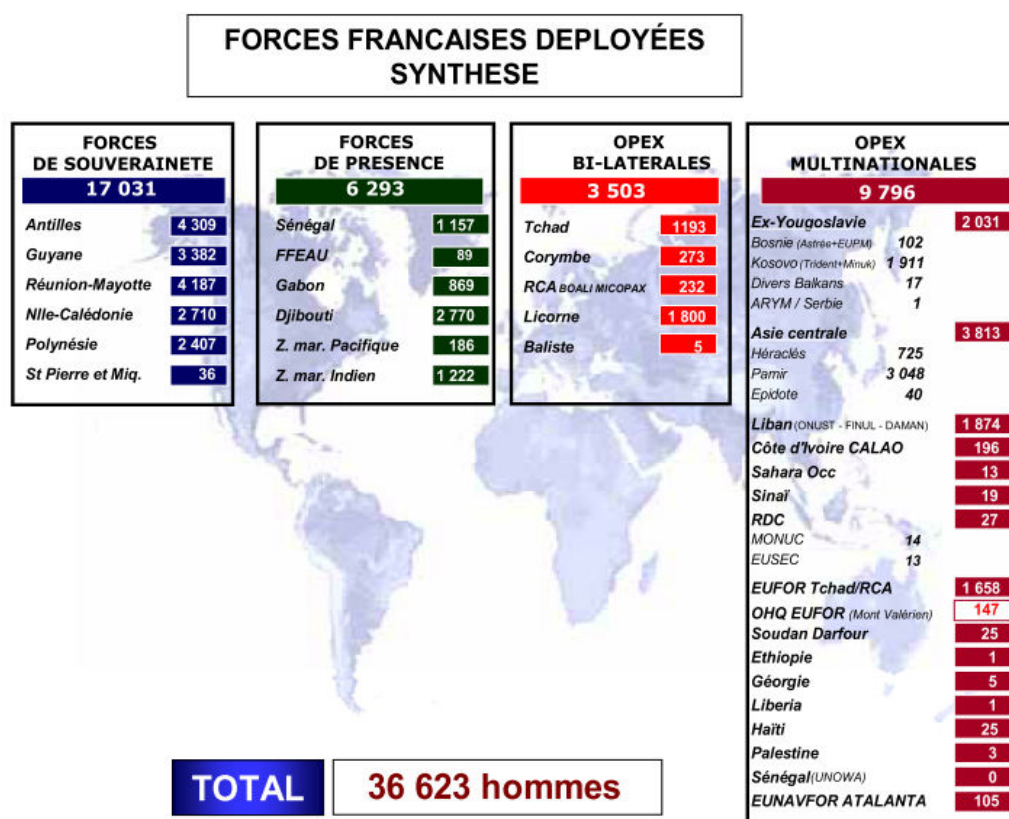 FORCES FRANCAISES DEPLOYÉES
SYNTHESE
FORCES
DE SOUVERAINETE
17 031
Antilles 4 309
Guyane 3 382
Réunion-Mayotte 4 187
Nlle-Calédonie 2 710
Polynésie 2 407
St Pierre et Miq. 36
FORCES
DE PRESENCE
6 293
Sénégal 1 157
FFEAU 89
Gabon 869
Djibouti 2 770
Z. mar. Pacifique 186
Z. mar. Indien 1 222
OPEX
BI-LATERALES
3 503
Tchad 1193
Corymbe 273
RCA BOALI MICOPAX 232
Licorne 1 800
Baliste 5
OPEX
MULTINATIONALES
9 796
Ex-Yougoslavie 2 031
Bosnie (Astrée+EUPM) 102
Kosovo (Trident+Minuk) 1 911
Divers Balkans 17
ARYM / Serbie 1
Asie centrale 3 813
Héraclés 725
Pamir 3 048
Epidote 40
Liban (ONUST - FINUL - DAMAN) 1 874
Côte d'Ivoire CALAO 196
Sahara Occ 13
Sinaï 19
RDC 27
MONUC 14
EUSEC 13
EUFOR Tchad/RCA 1 658
OHQ EUFOR (Mont Valérien) 147
Soudan Darfour 25
Ethiopie 1
Géorgie 5
Liberia 1
Haïti 25
Palestine 3
Sénégal (UNOWA) 0
EUNAVFOR ATALANTA 105
TOTAL 36 623 hommes